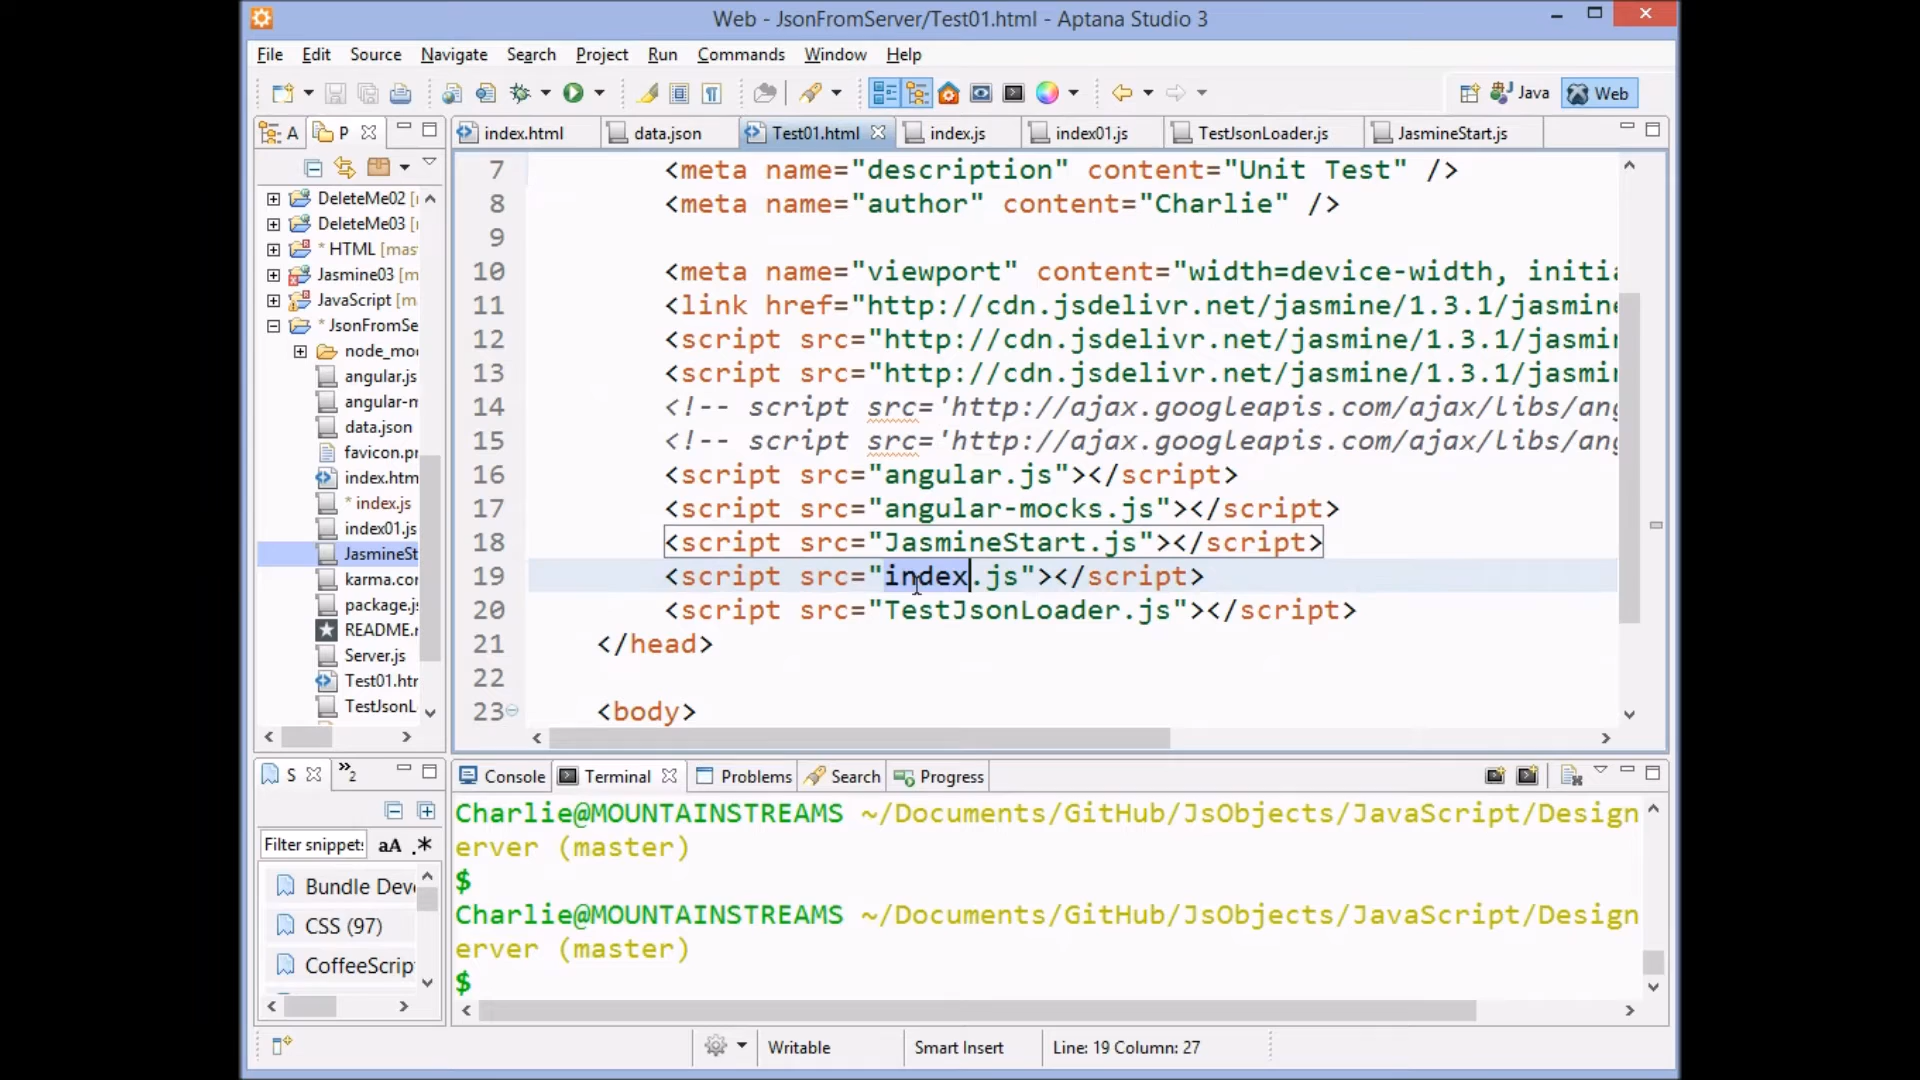 Web - JsonFromServer/Test01.html - Aptana Studio 3
File Edit Source Navigate Search Project Run Commands Window Help
Java Web
A P index.html data.json Test01.html index.js index01.js TestJsonLoader.js JasmineStart.js
DeleteMe02 [
DeleteMe03 [
* HTML [mas
Jasmine03 [m
JavaScript [m
* JsonFromSe
node_mo
angular.js
angular-m
data.json
favicon.pr
index.htm
* index.js
index01.js
JasmineSt
karma.co
package.js
README.r
Server.js
Test01.htr
TestJsonL
7 <meta name="description" content="Unit Test" />
8 <meta name="author" content="Charlie" />
9
10 <meta name="viewport" content="width=device-width, initia
11 <link href="http://cdn.jsdelivr.net/jasmine/1.3.1/jasmine
12 <script src="http://cdn.jsdelivr.net/jasmine/1.3.1/jasmin
13 <script src="http://cdn.jsdelivr.net/jasmine/1.3.1/jasmin
14 <!-- script src='http://ajax.googleapis.com/ajax/libs/ang
15 <!-- script src='http://ajax.googleapis.com/ajax/libs/ang
16 <script src="angular.js"></script>
17 <script src="angular-mocks.js"></script>
18 <script src="JasmineStart.js"></script>
19 <script src="index.js"></script>
20 <script src="TestJsonLoader.js"></script>
21 </head>
22
23 <body>
S »2
Filter snippets aA .*
Bundle Deve
CSS (97)
CoffeeScrip
Console Terminal Problems Search Progress
Charlie@MOUNTAINSTREAMS ~/Documents/GitHub/JsObjects/JavaScript/Design
erver (master)
$
Charlie@MOUNTAINSTREAMS ~/Documents/GitHub/JsObjects/JavaScript/Design
erver (master)
$
Writable Smart Insert Line: 19 Column: 27